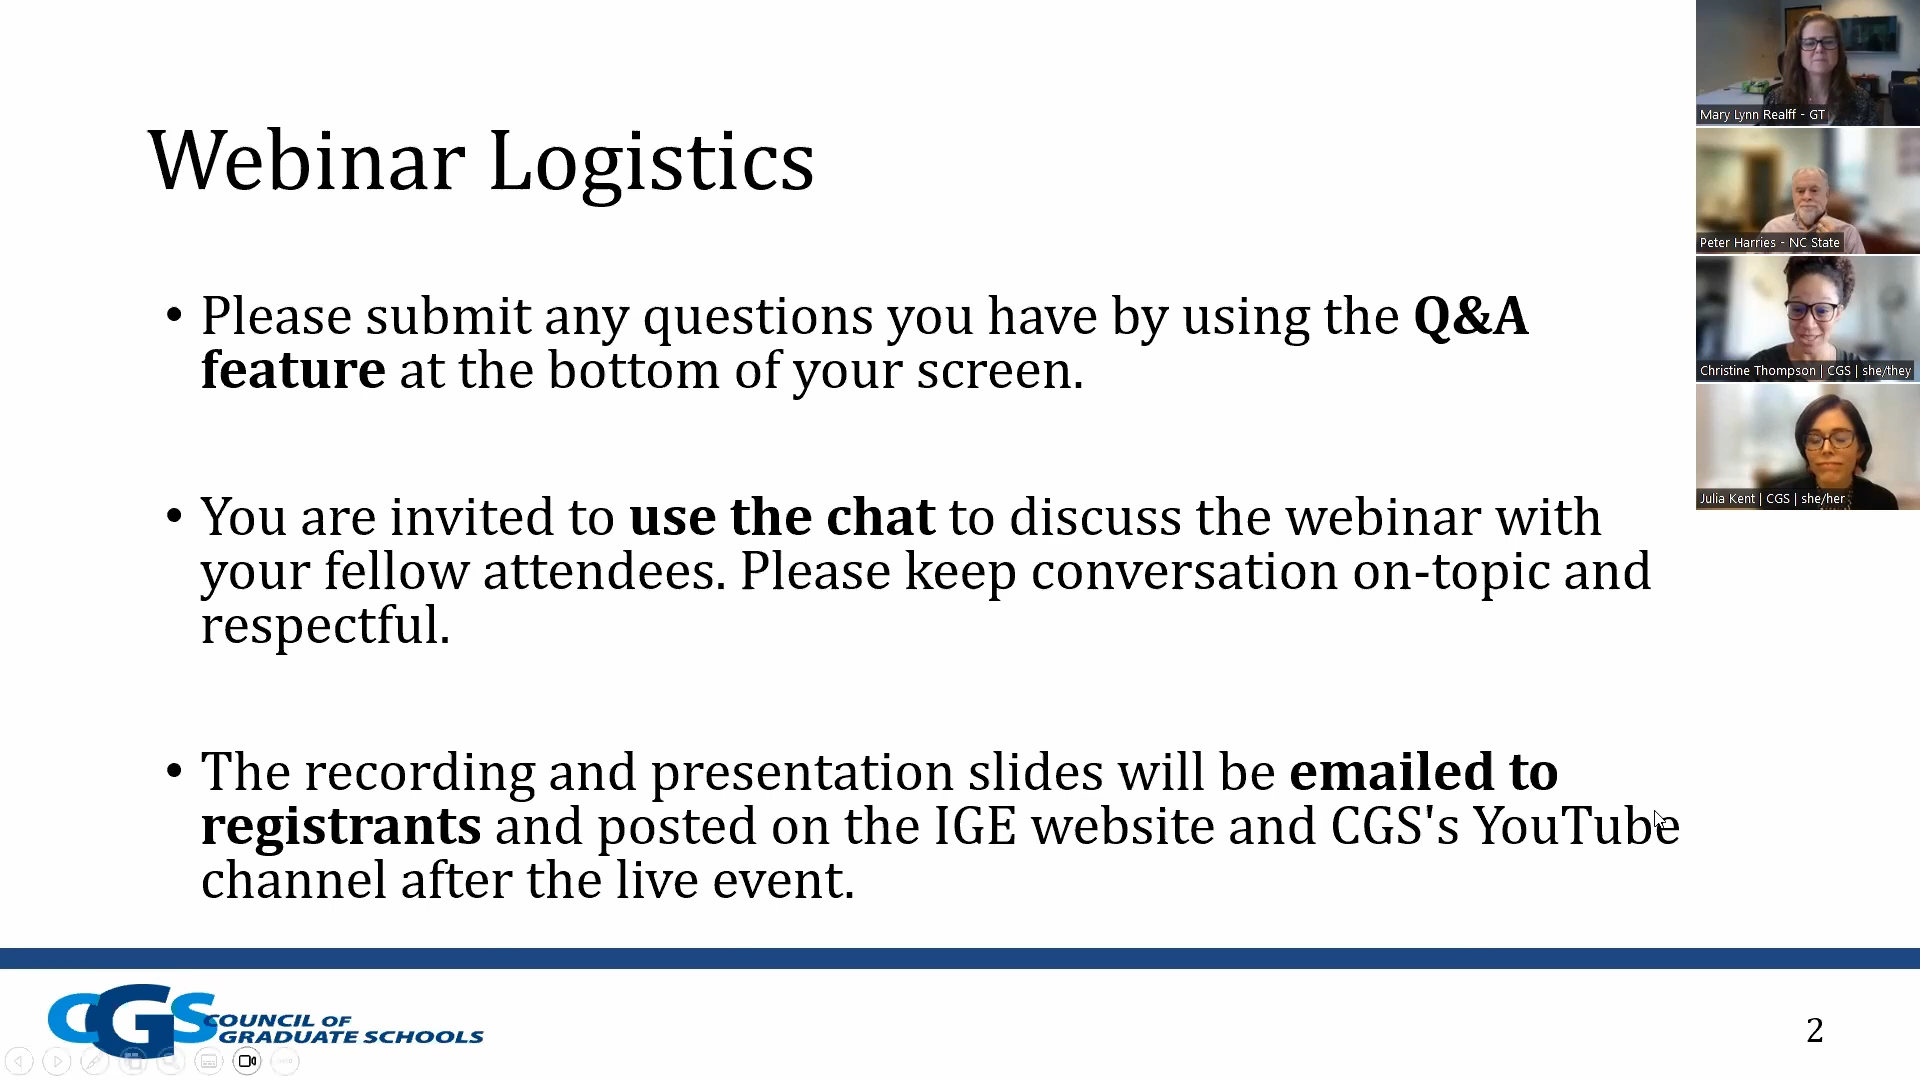 Webinar Logistics
• Please submit any questions you have by using the Q&A
feature at the bottom of your screen.
• You are invited to use the chat to discuss the webinar with
your fellow attendees. Please keep conversation on-topic and
respectful.
• The recording and presentation slides will be emailed to
registrants and posted on the IGE website and CGS's YouTube
channel after the live event.
Mary Lynn Realff - GT
Peter Harries - NC State
Christine Thompson | CGS | she/they
Julia Kent | CGS | she/her
CGS COUNCIL OF
GRADUATE SCHOOLS
2